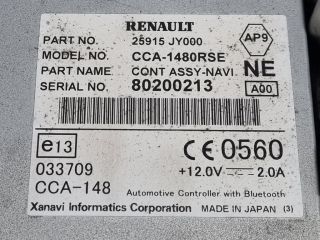 RENAULT
PART NO. 25915 JY000
AP9
MODEL NO. CCA-1480RSE
PART NAME CONT ASSY-NAVI NE
SERIAL NO. 80200213 A00
e13 CE 0560
033709 +12.0V 2.0A
CCA-148 Automotive Controller with Bluetooth
Xanavi Informatics Corporation MADE IN JAPAN (3)